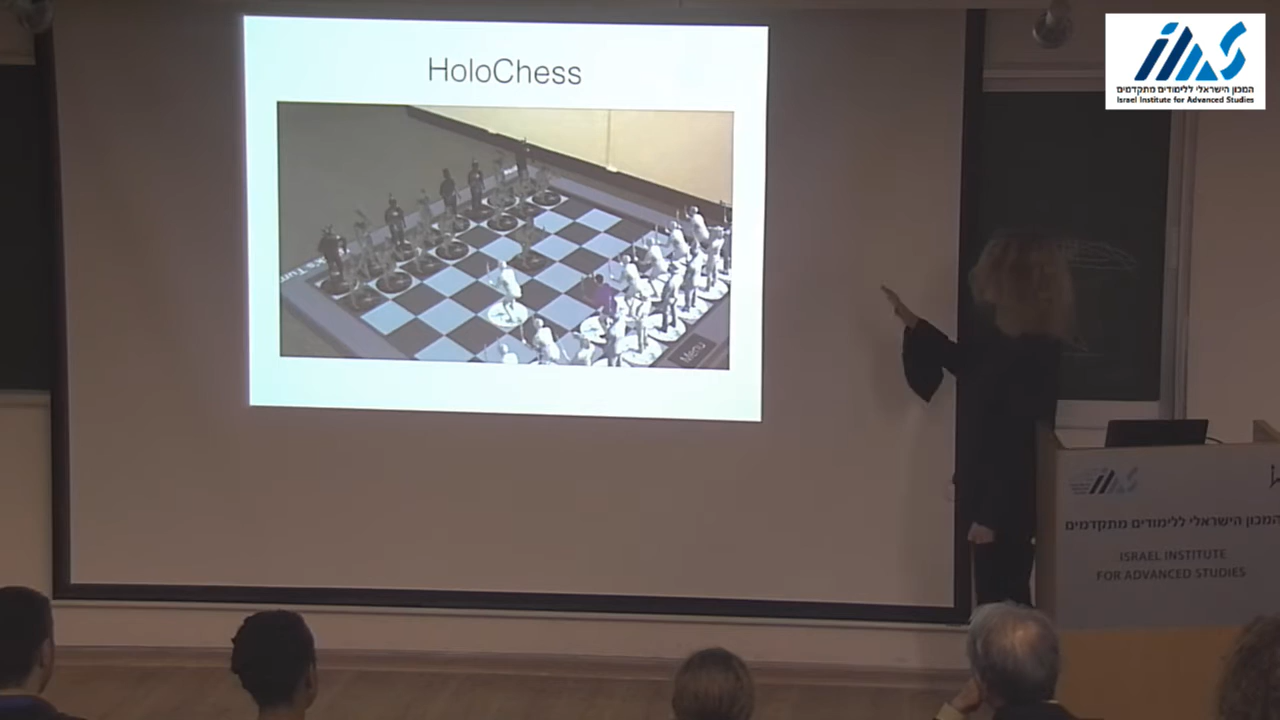 HoloChess
Menu
המכון הישראלי ללימודים מתקדמים
Israel Institute for Advanced Studies
המכון הישראלי ללימודים מתקדמים
ISRAEL INSTITUTE
FOR ADVANCED STUDIES